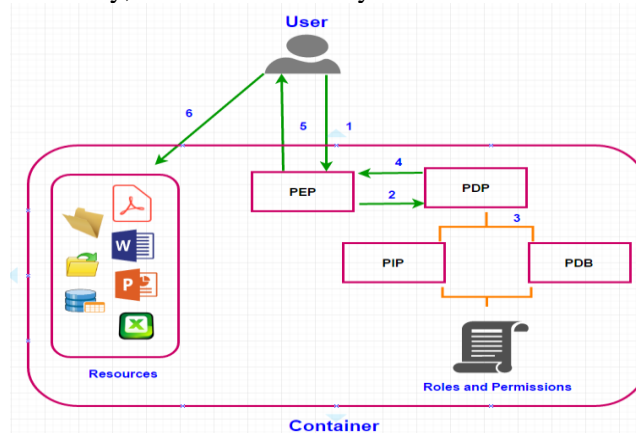 User
6
5
1
4
PEP
2
PDP
3
PIP
PDB
W
P
X
Resources
Roles and Permissions
Container